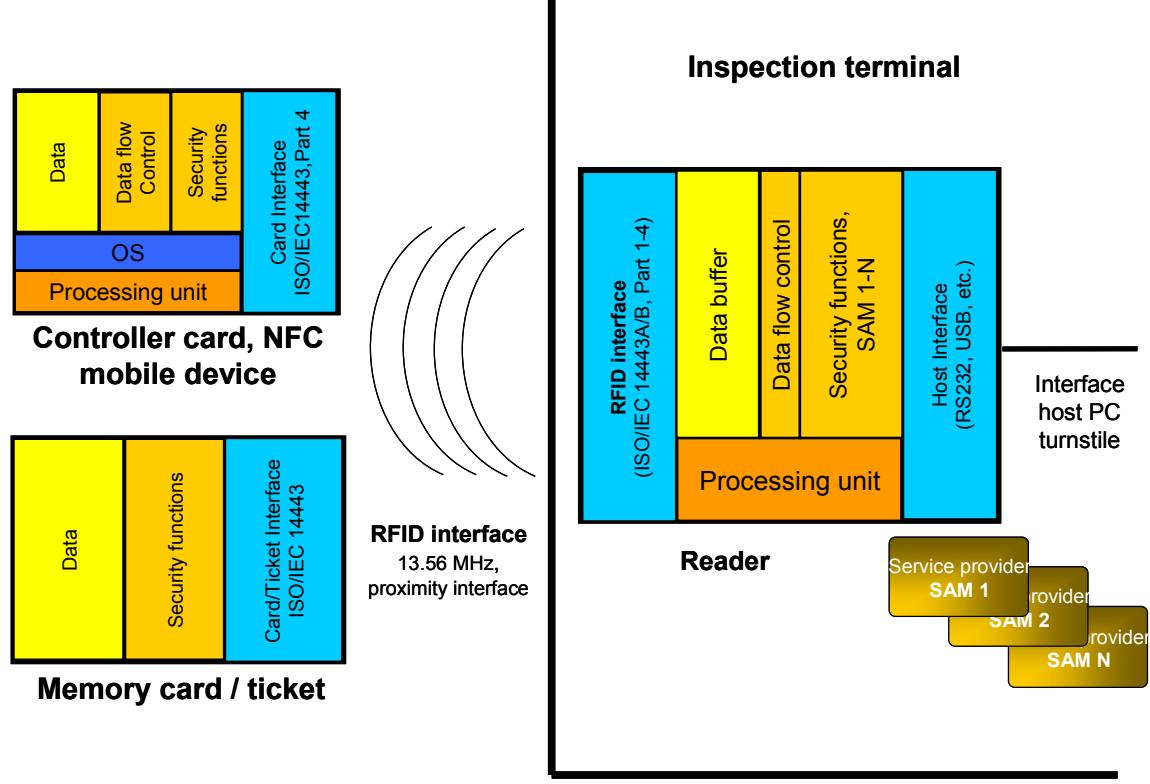 Inspection terminal
Data
Data flow
Control
Security
functions
Card Interface
ISO/IEC14443,Part 4
OS
Processing unit
Controller card, NFC
mobile device
Data
Security functions
Card/Ticket Interface
ISO/IEC 14443
Memory card / ticket
RFID interface
13.56 MHz,
proximity interface
RFID interface
(ISO/IEC 14443A/B, Part 1-4)
Data buffer
Data flow control
Security functions,
SAM 1-N
Host Interface
(RS232, USB, etc.)
Processing unit
Reader
Interface
host PC
turnstile
Service provider
SAM 1
provider
SAM 2
provider
SAM N